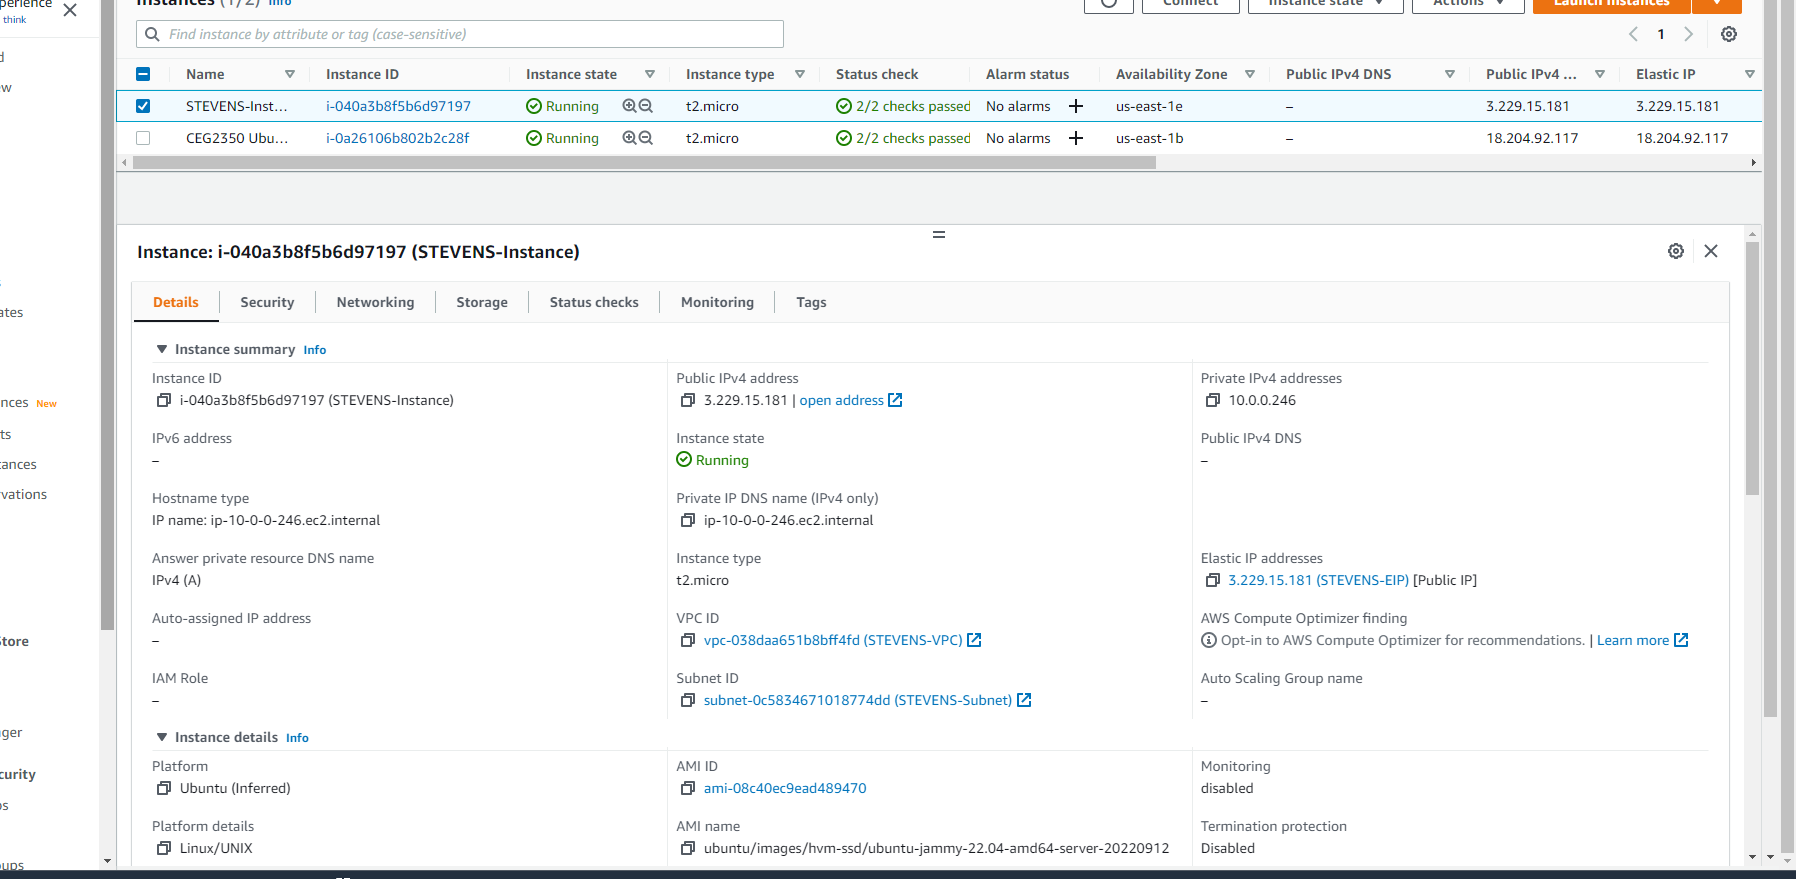 perience
think
Instances (1/2) Info
Connect
Instance state
Actions
Launch instances
Find instance by attribute or tag (case-sensitive)
1
Name Instance ID Instance state Instance type Status check Alarm status Availability Zone Public IPv4 DNS Public IPv4 ... Elastic IP
STEVENS-Inst... i-040a3b8f5b6d97197 Running t2.micro 2/2 checks passed No alarms + us-east-1e – 3.229.15.181 3.229.15.181
CEG2350 Ubu... i-0a26106b802b2c28f Running t2.micro 2/2 checks passed No alarms + us-east-1b – 18.204.92.117 18.204.92.117
Instance: i-040a3b8f5b6d97197 (STEVENS-Instance)
Details Security Networking Storage Status checks Monitoring Tags
Instance summary Info
Instance ID
i-040a3b8f5b6d97197 (STEVENS-Instance)
Public IPv4 address
3.229.15.181 | open address
Private IPv4 addresses
10.0.0.246
IPv6 address
–
Instance state
Running
Public IPv4 DNS
–
Hostname type
IP name: ip-10-0-0-246.ec2.internal
Private IP DNS name (IPv4 only)
ip-10-0-0-246.ec2.internal
Answer private resource DNS name
IPv4 (A)
Instance type
t2.micro
Elastic IP addresses
3.229.15.181 (STEVENS-EIP) [Public IP]
Auto-assigned IP address
–
VPC ID
vpc-038daa651b8bff4fd (STEVENS-VPC)
AWS Compute Optimizer finding
Opt-in to AWS Compute Optimizer for recommendations. | Learn more
IAM Role
–
Subnet ID
subnet-0c5834671018774dd (STEVENS-Subnet)
Auto Scaling Group name
–
Instance details Info
Platform
Ubuntu (Inferred)
AMI ID
ami-08c40ec9ead489470
Monitoring
disabled
Platform details
Linux/UNIX
AMI name
ubuntu/images/hvm-ssd/ubuntu-jammy-22.04-amd64-server-20220912
Termination protection
Disabled
d
ew
ates
nces New
ts
tances
rvations
Store
ger
curity
ps
oups